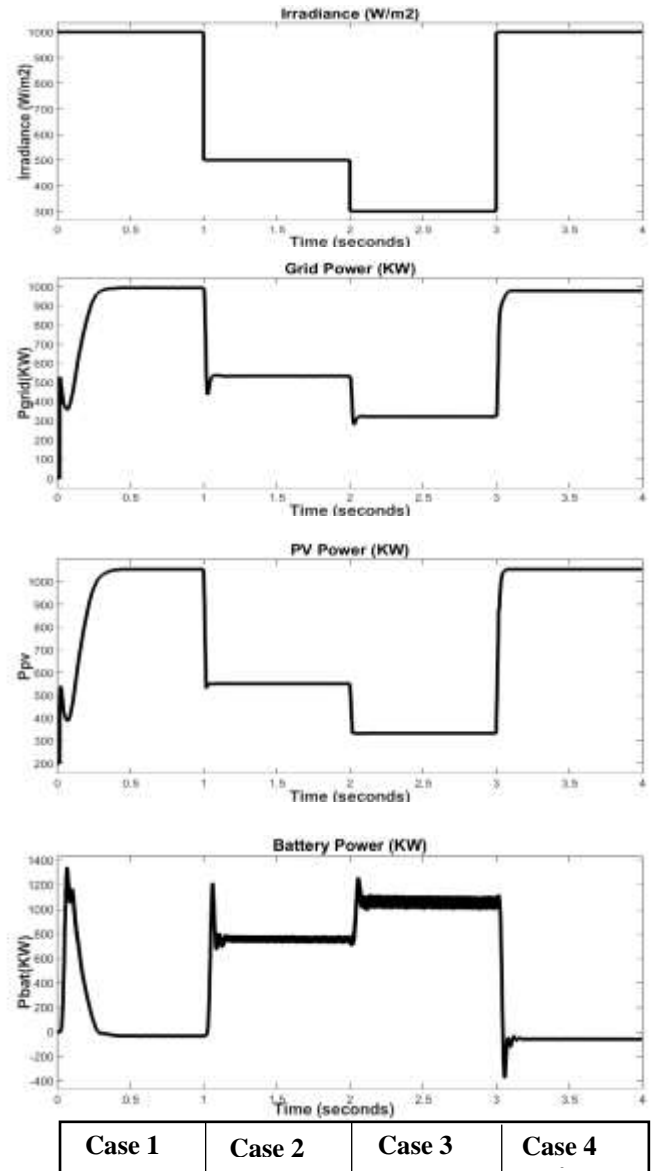 Irradiance (W/m2)
Irradiance (W/m2)
1000
900
800
700
600
500
400
300
0 0.5 1 1.5 2 2.5 3 3.5 4
Time (seconds)
Grid Power (KW)
Pgrid(KW)
1000
900
800
700
600
500
400
300
200
100
0
0 0.5 1 1.5 2 2.5 3 3.5 4
Time (seconds)
PV Power (KW)
Ppv
1000
900
800
700
600
500
400
300
200
0 0.5 1 1.5 2 2.5 3 3.5 4
Time (seconds)
Battery Power (KW)
Pbat(KW)
1400
1200
1000
800
600
400
200
0
-200
-400
0 0.5 1 1.5 2 2.5 3 3.5 4
Time (seconds)
Case 1 Case 2 Case 3 Case 4